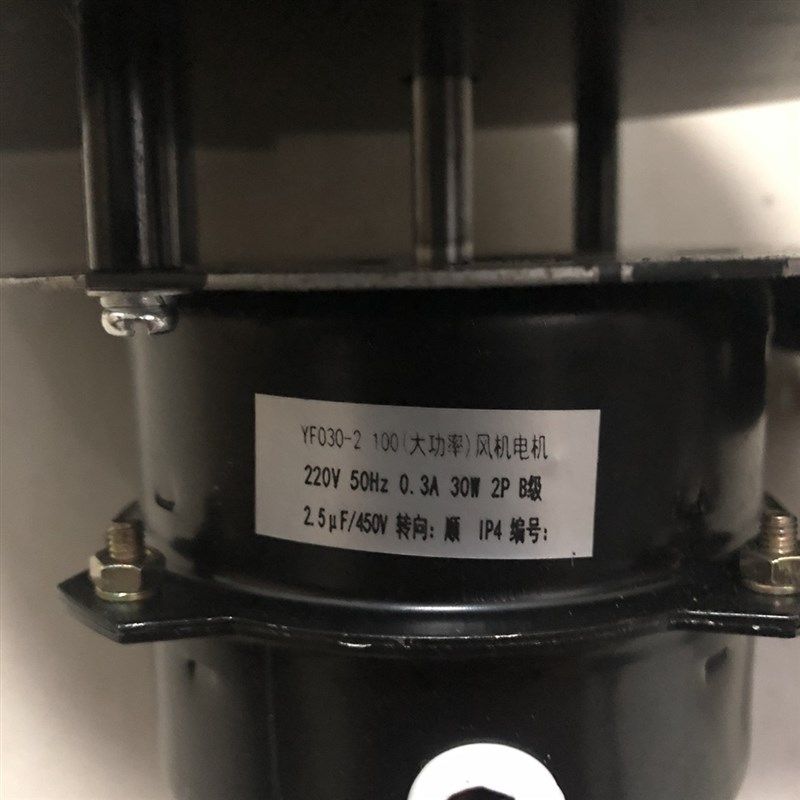 YF030-2 100(大功率)风机电机
220V 50Hz 0.3A 30W 2P B级
2.5μF/450V 转向: 顺 IP4 编号: